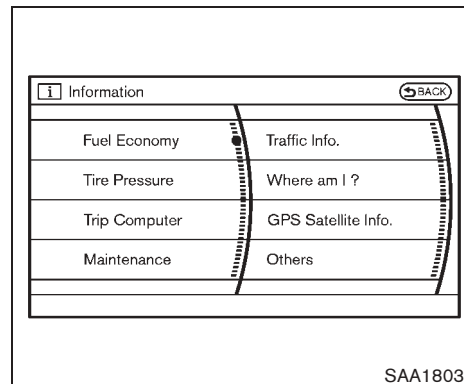 i Information BACK
Fuel Economy Traffic Info.
Tire Pressure Where am I ?
Trip Computer GPS Satellite Info.
Maintenance Others
SAA1803